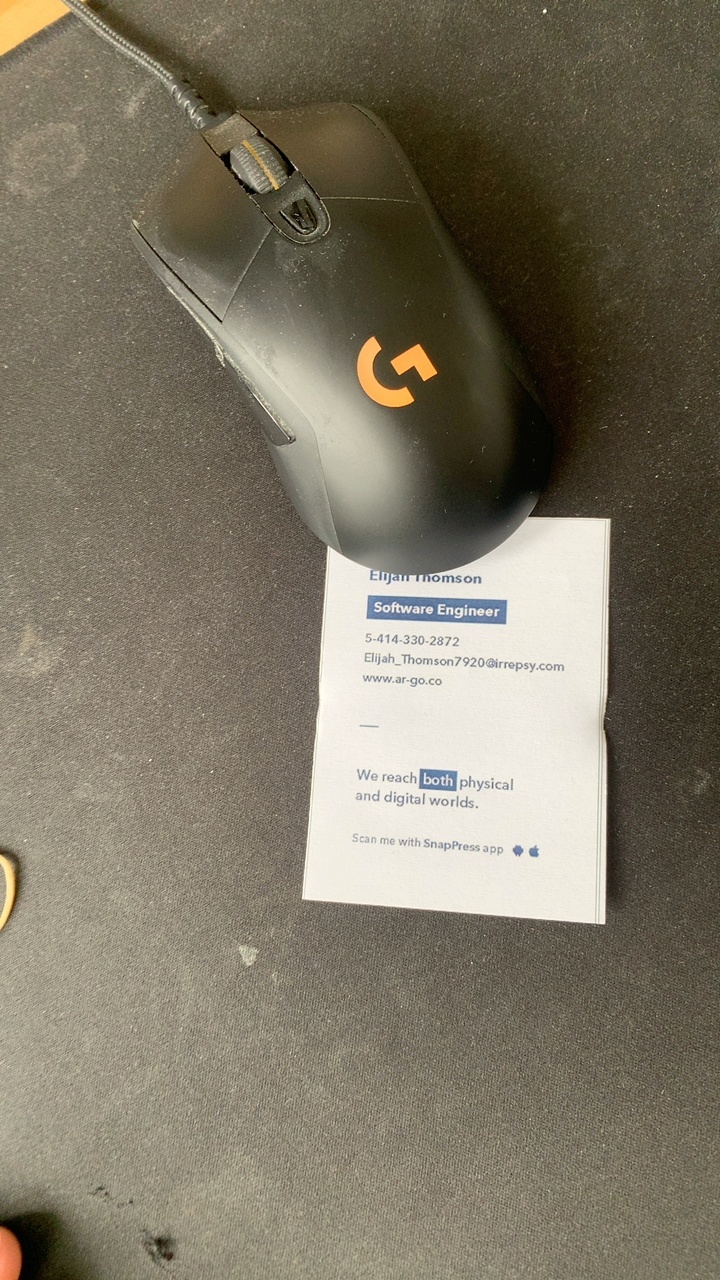 Elijah Thomson
Software Engineer
5-414-330-2872
Elijah_Thomson7920@irrepsy.com
www.ar-go.co
We reach both physical
and digital worlds.
Scan me with SnapPress app